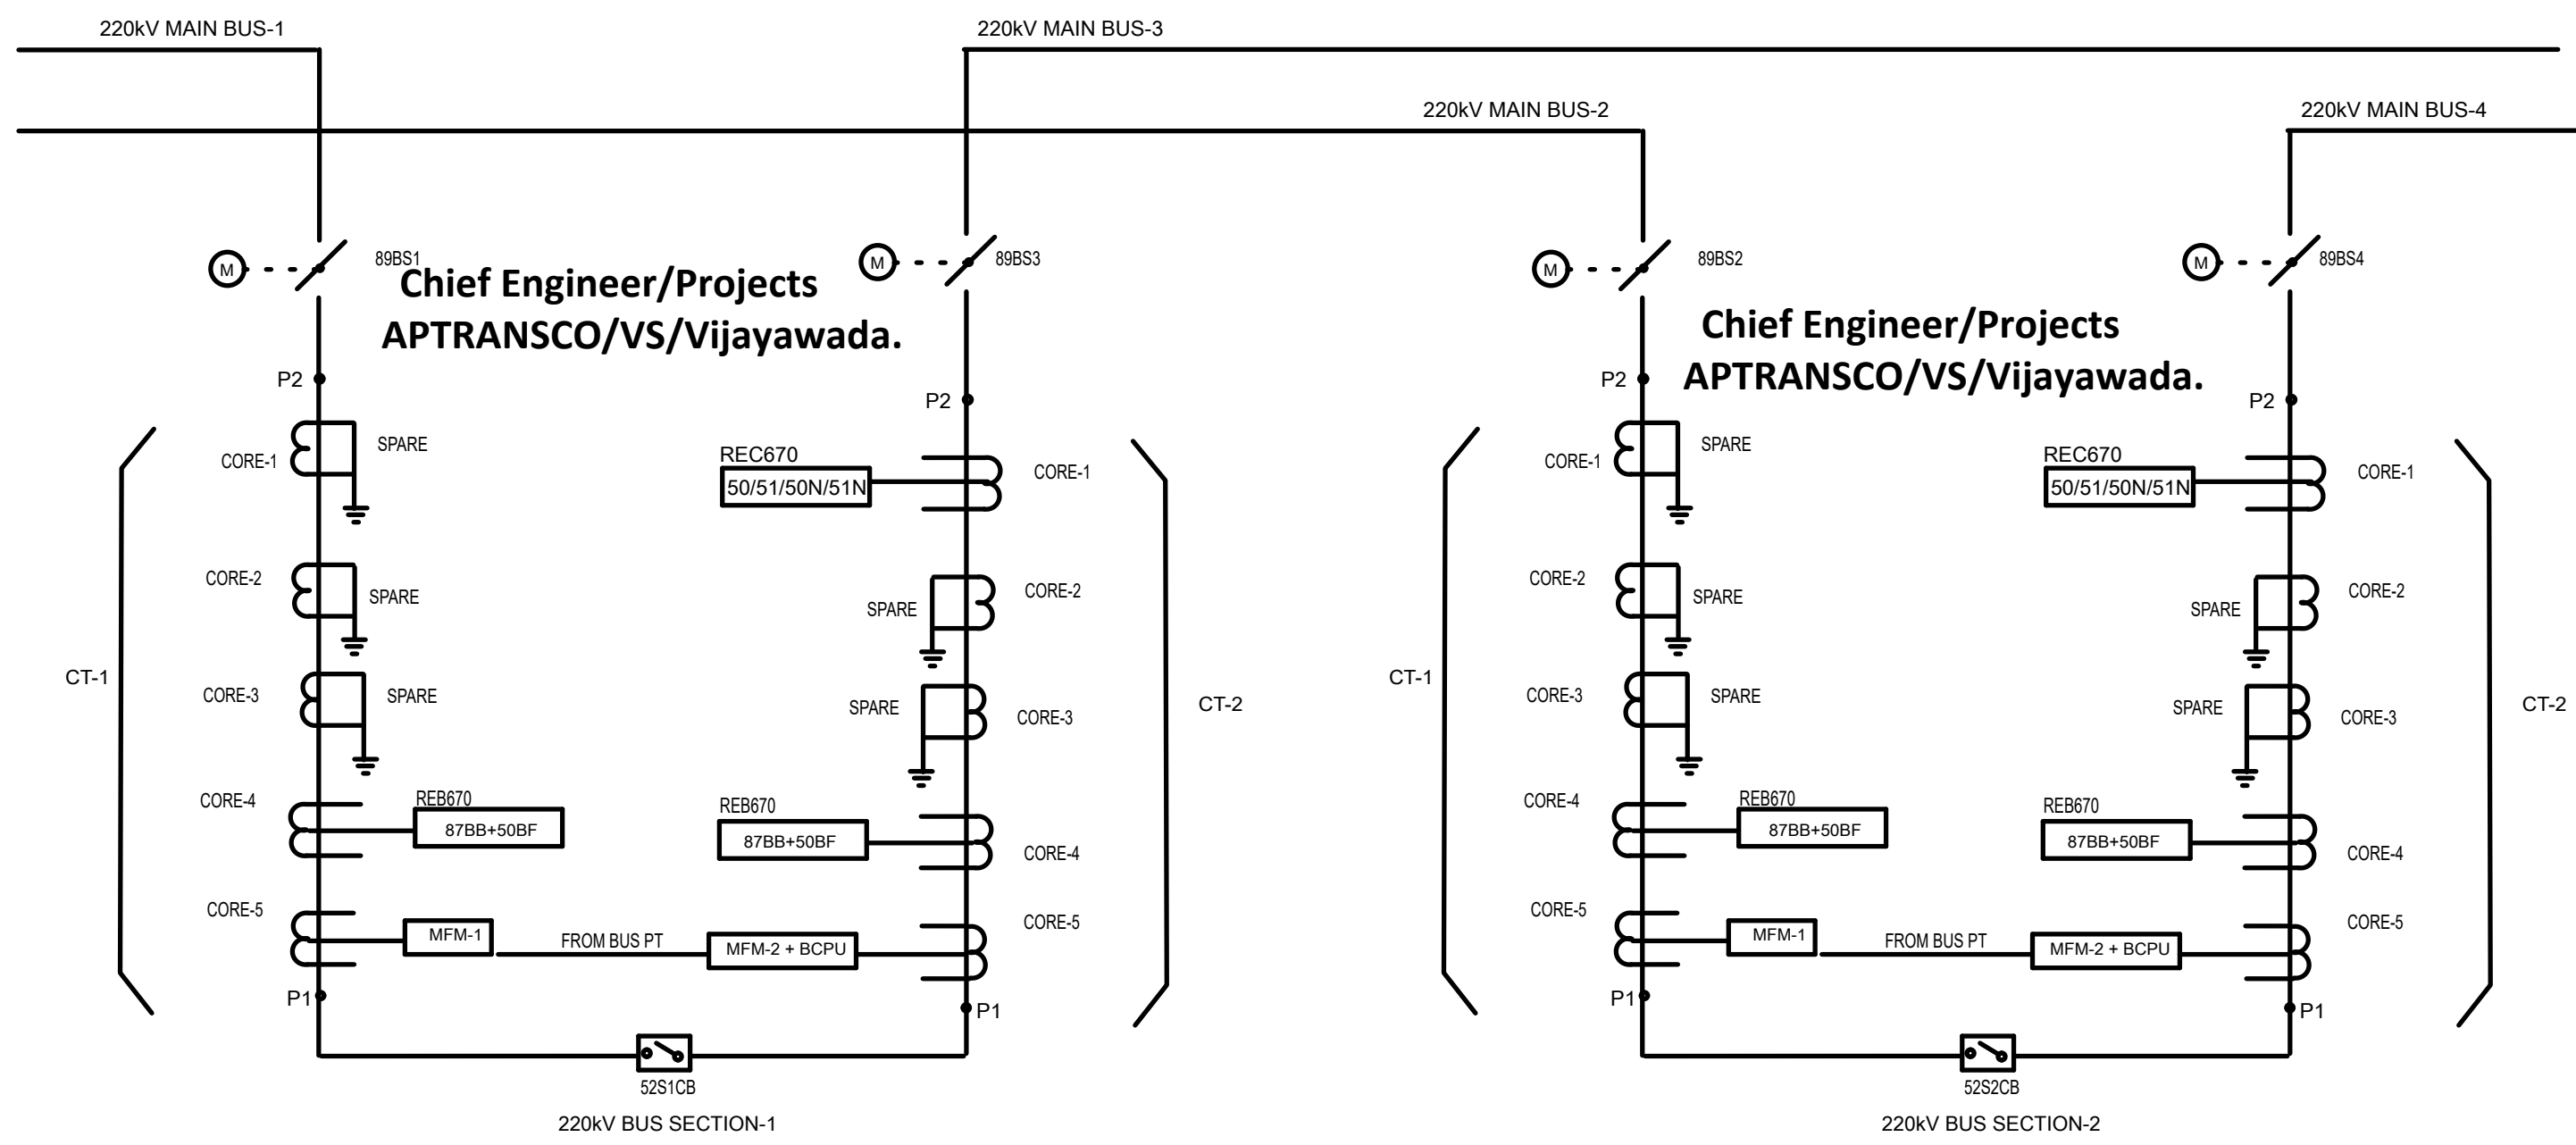 220kV MAIN BUS-1
220kV MAIN BUS-3
220kV MAIN BUS-2
220kV MAIN BUS-4
M
89BS1
M
89BS3
Chief Engineer/Projects
APTRANSCO/VS/Vijayawada.
P2
P2
CORE-1
SPARE
REC670
50/51/50N/51N
CORE-1
CORE-2
SPARE
SPARE
CORE-2
CT-1
CORE-3
SPARE
SPARE
CORE-3
CT-2
CORE-4
REB670
87BB+50BF
REB670
87BB+50BF
CORE-4
CORE-5
MFM-1
FROM BUS PT
MFM-2 + BCPU
CORE-5
P1
P1
52S1CB
220kV BUS SECTION-1
M
89BS2
M
89BS4
Chief Engineer/Projects
APTRANSCO/VS/Vijayawada.
P2
P2
CORE-1
SPARE
REC670
50/51/50N/51N
CORE-1
CORE-2
SPARE
SPARE
CORE-2
CT-1
CORE-3
SPARE
SPARE
CORE-3
CT-2
CORE-4
REB670
87BB+50BF
REB670
87BB+50BF
CORE-4
CORE-5
MFM-1
FROM BUS PT
MFM-2 + BCPU
CORE-5
P1
P1
52S2CB
220kV BUS SECTION-2